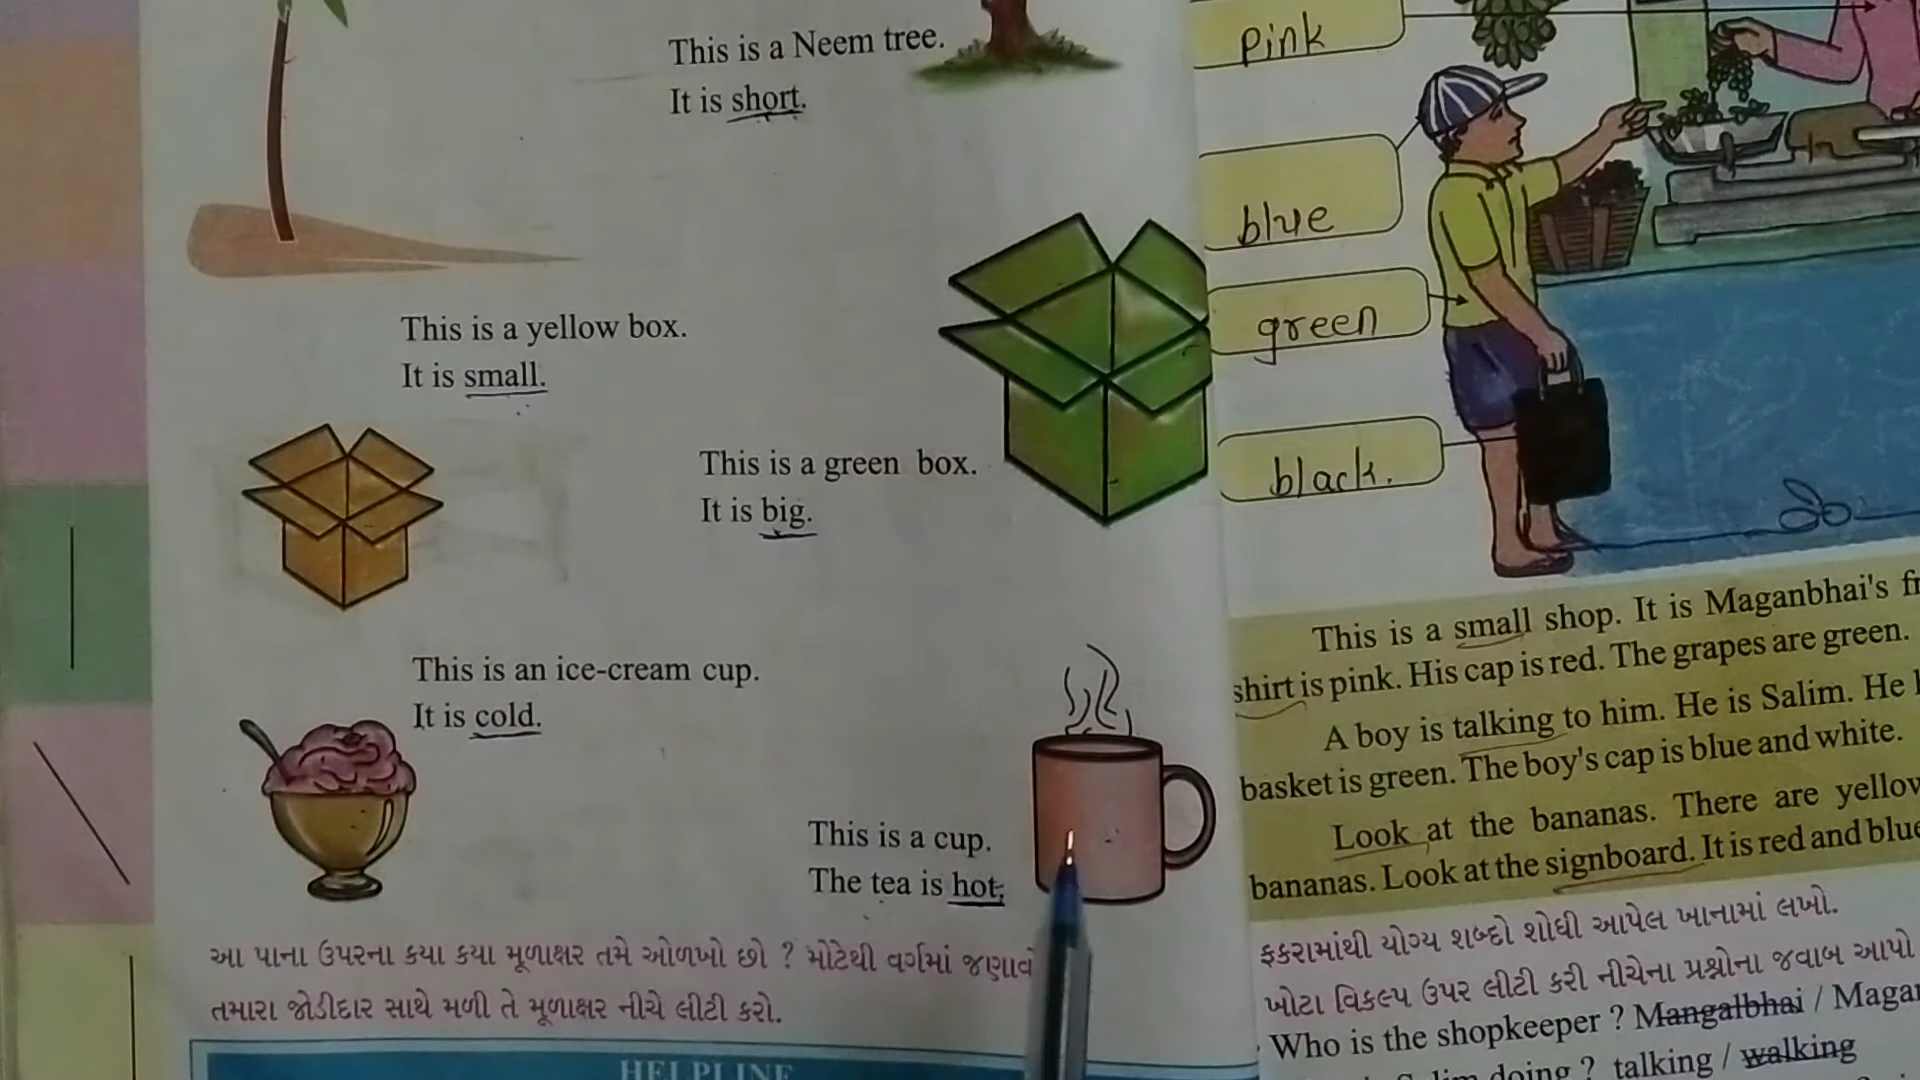 This is a Neem tree.
It is short.
This is a yellow box.
It is small.
This is a green box.
It is big.
This is an ice-cream cup.
It is cold.
This is a cup.
The tea is hot.
આ પાના ઉપરના કયા કયા મૂળાક્ષર તમે ઓળખો છો ? મોટેથી વર્ગમાં
તમારા જોડીદાર સાથે મળી તે મૂળાક્ષર નીચે લીટી કરો.
HELPLINE
pink
blue
green
black.
This is a small shop. It is Maganbhai's
shirt is pink. His cap is red. The grapes are green.
A boy is talking to him. He is Salim. He
basket is green. The boy's cap is blue and white.
Look at the bananas. There are yellow
bananas. Look at the signboard. It is red and blue
ફકરામાંથી યોગ્ય શબ્દો શોધી આપેલ ખાનામાં લખો.
ખોટા વિકલ્પ ઉપર લીટી કરી નીચેના પ્રશ્નોના જવાબ આપો
Who is the shopkeeper ? Mangalbhai /
Salim doing ? talking / walking